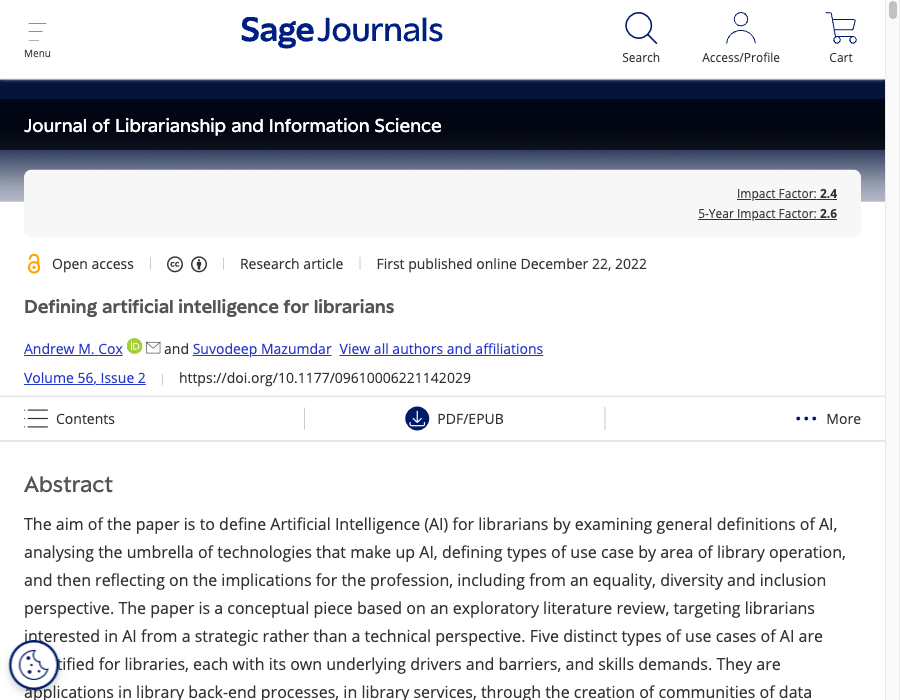 Menu
Sage Journals
Search
Access/Profile
Cart
Journal of Librarianship and Information Science
Impact Factor: 2.4
5-Year Impact Factor: 2.6
Open access
cc
Research article
First published online December 22, 2022
Defining artificial intelligence for librarians
Andrew M. Cox iD and Suvodeep Mazumdar View all authors and affiliations
Volume 56, Issue 2
https://doi.org/10.1177/09610006221142029
Contents
PDF/EPUB
More
Abstract
The aim of the paper is to define Artificial Intelligence (AI) for librarians by examining general definitions of AI,
analysing the umbrella of technologies that make up AI, defining types of use case by area of library operation,
and then reflecting on the implications for the profession, including from an equality, diversity and inclusion
perspective. The paper is a conceptual piece based on an exploratory literature review, targeting librarians
interested in AI from a strategic rather than a technical perspective. Five distinct types of use cases of AI are
tified for libraries, each with its own underlying drivers and barriers, and skills demands. They are
applications in library back-end processes, in library services, through the creation of communities of data